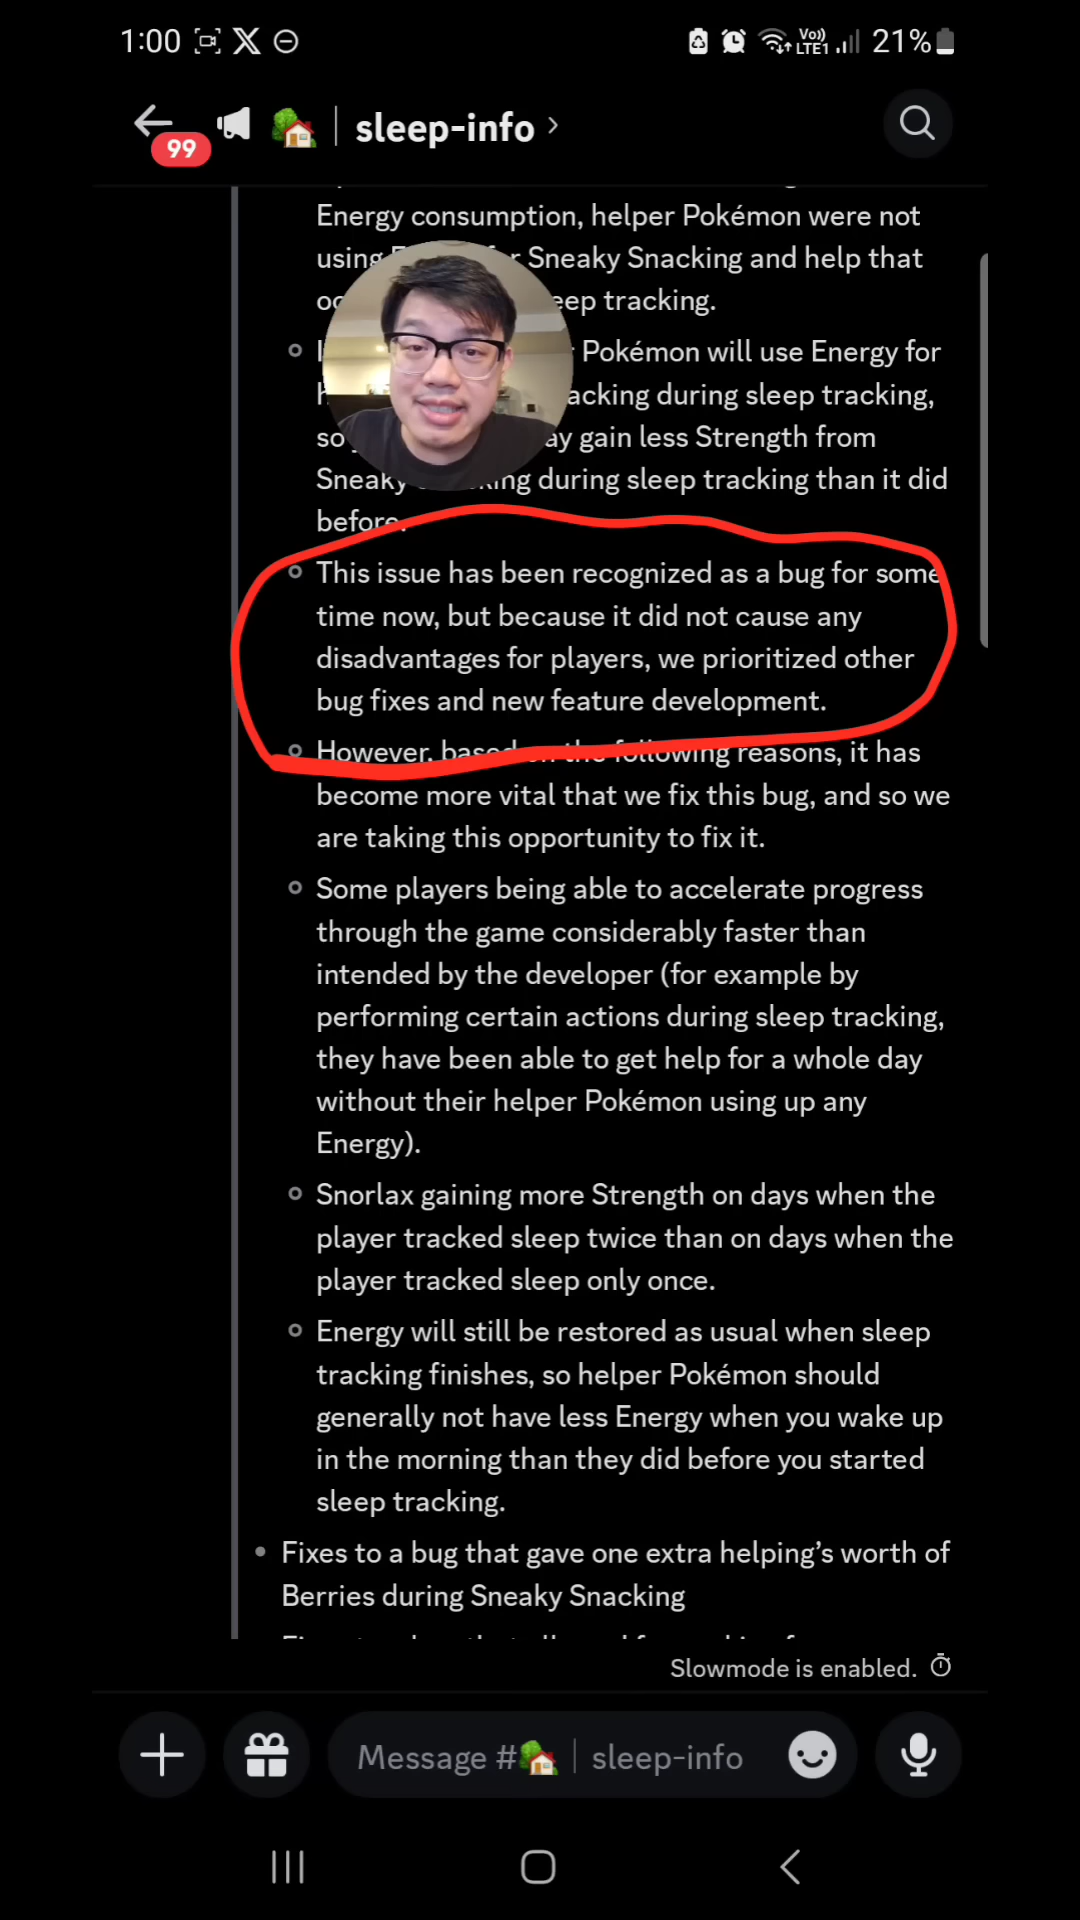 1:00
Vo))
LTE1
21%
99
sleep-info
Energy consumption, helper Pokémon were not
using Sneaky Snacking and help that
eep tracking.
Pokémon will use Energy for
acking during sleep tracking,
so ay gain less Strength from
Sneaky ing during sleep tracking than it did
before.
This issue has been recognized as a bug for some
time now, but because it did not cause any
disadvantages for players, we prioritized other
bug fixes and new feature development.
However, based on the following reasons, it has
become more vital that we fix this bug, and so we
are taking this opportunity to fix it.
Some players being able to accelerate progress
through the game considerably faster than
intended by the developer (for example by
performing certain actions during sleep tracking,
they have been able to get help for a whole day
without their helper Pokémon using up any
Energy).
Snorlax gaining more Strength on days when the
player tracked sleep twice than on days when the
player tracked sleep only once.
Energy will still be restored as usual when sleep
tracking finishes, so helper Pokémon should
generally not have less Energy when you wake up
in the morning than they did before you started
sleep tracking.
Fixes to a bug that gave one extra helping’s worth of
Berries during Sneaky Snacking
Slowmode is enabled.
Message # | sleep-info